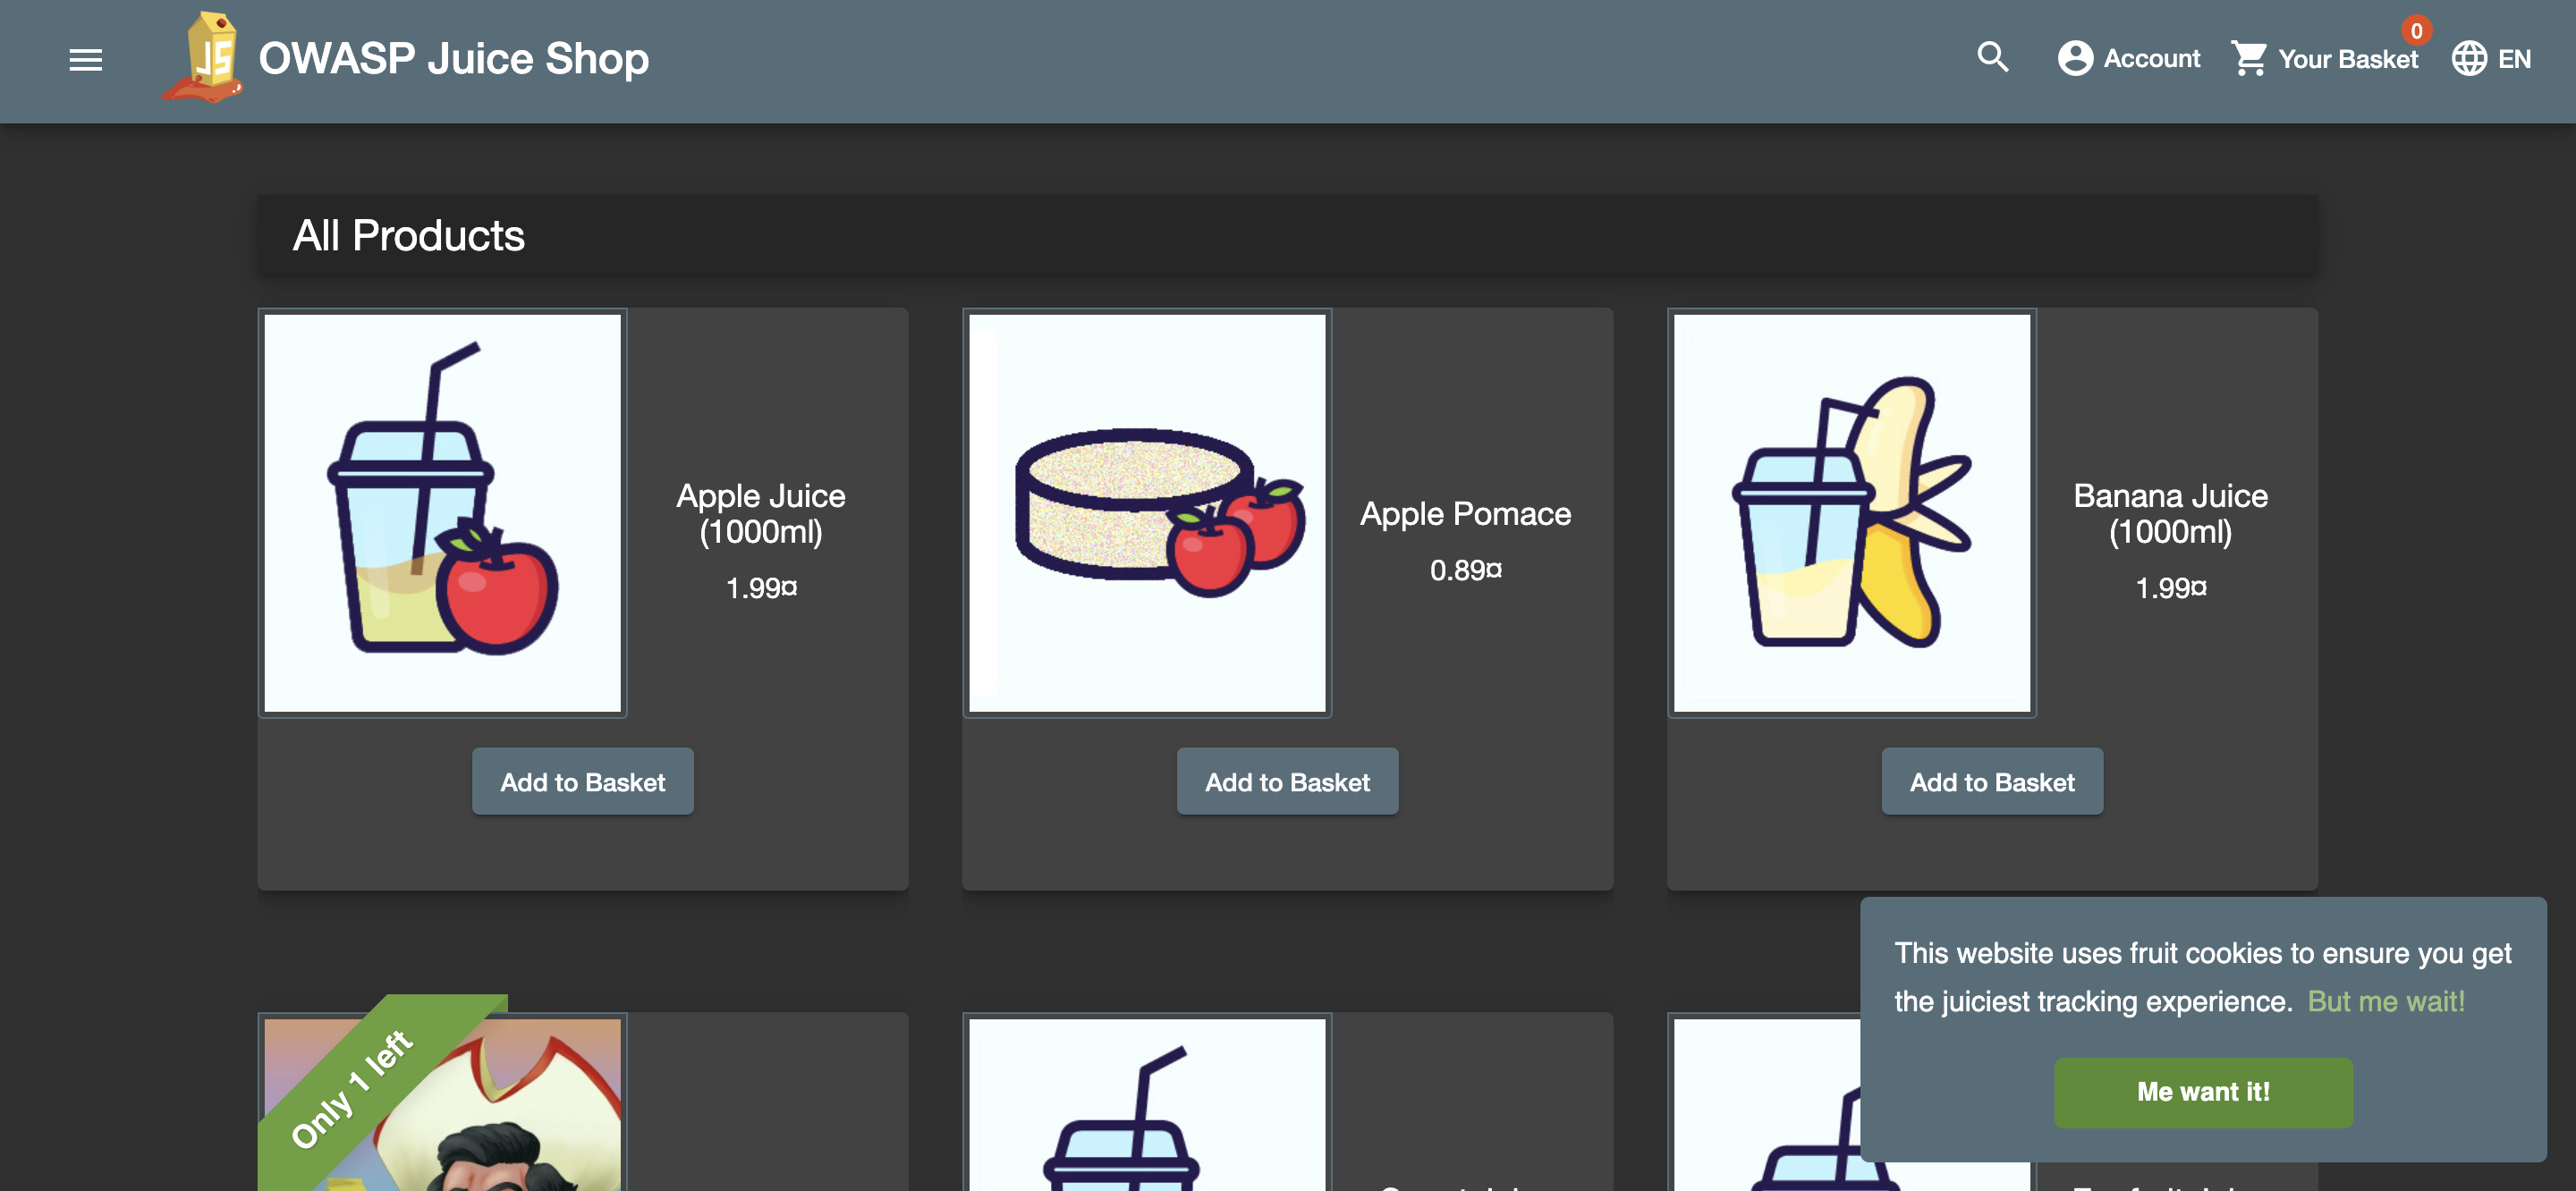 JS
OWASP Juice Shop
Account
0
Your Basket
EN
All Products
Apple Juice
(1000ml)
1.99¤
Add to Basket
Apple Pomace
0.89¤
Add to Basket
Banana Juice
(1000ml)
1.99¤
Add to Basket
Only 1 left
This website uses fruit cookies to ensure you get
the juiciest tracking experience. But me wait!
Me want it!